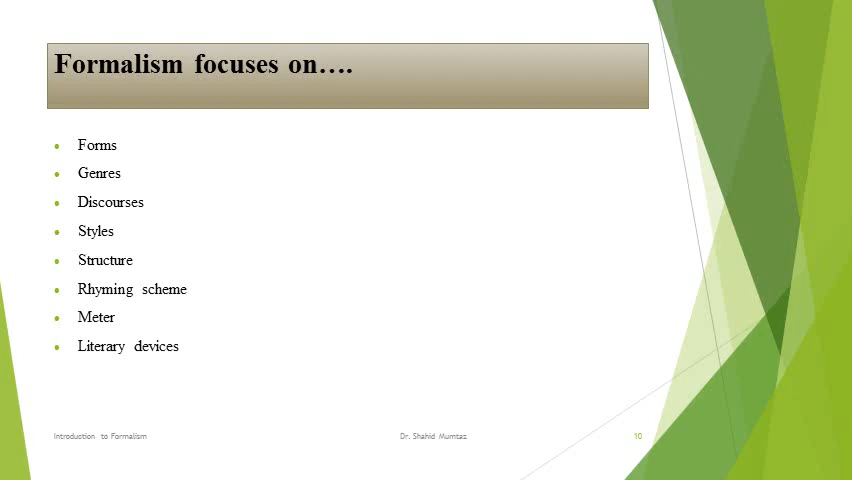 Formalism focuses on….
Forms
Genres
Discourses
Styles
Structure
Rhyming scheme
Meter
Literary devices
Introduction to Formalism
Dr. Shahid Mumtaz
10